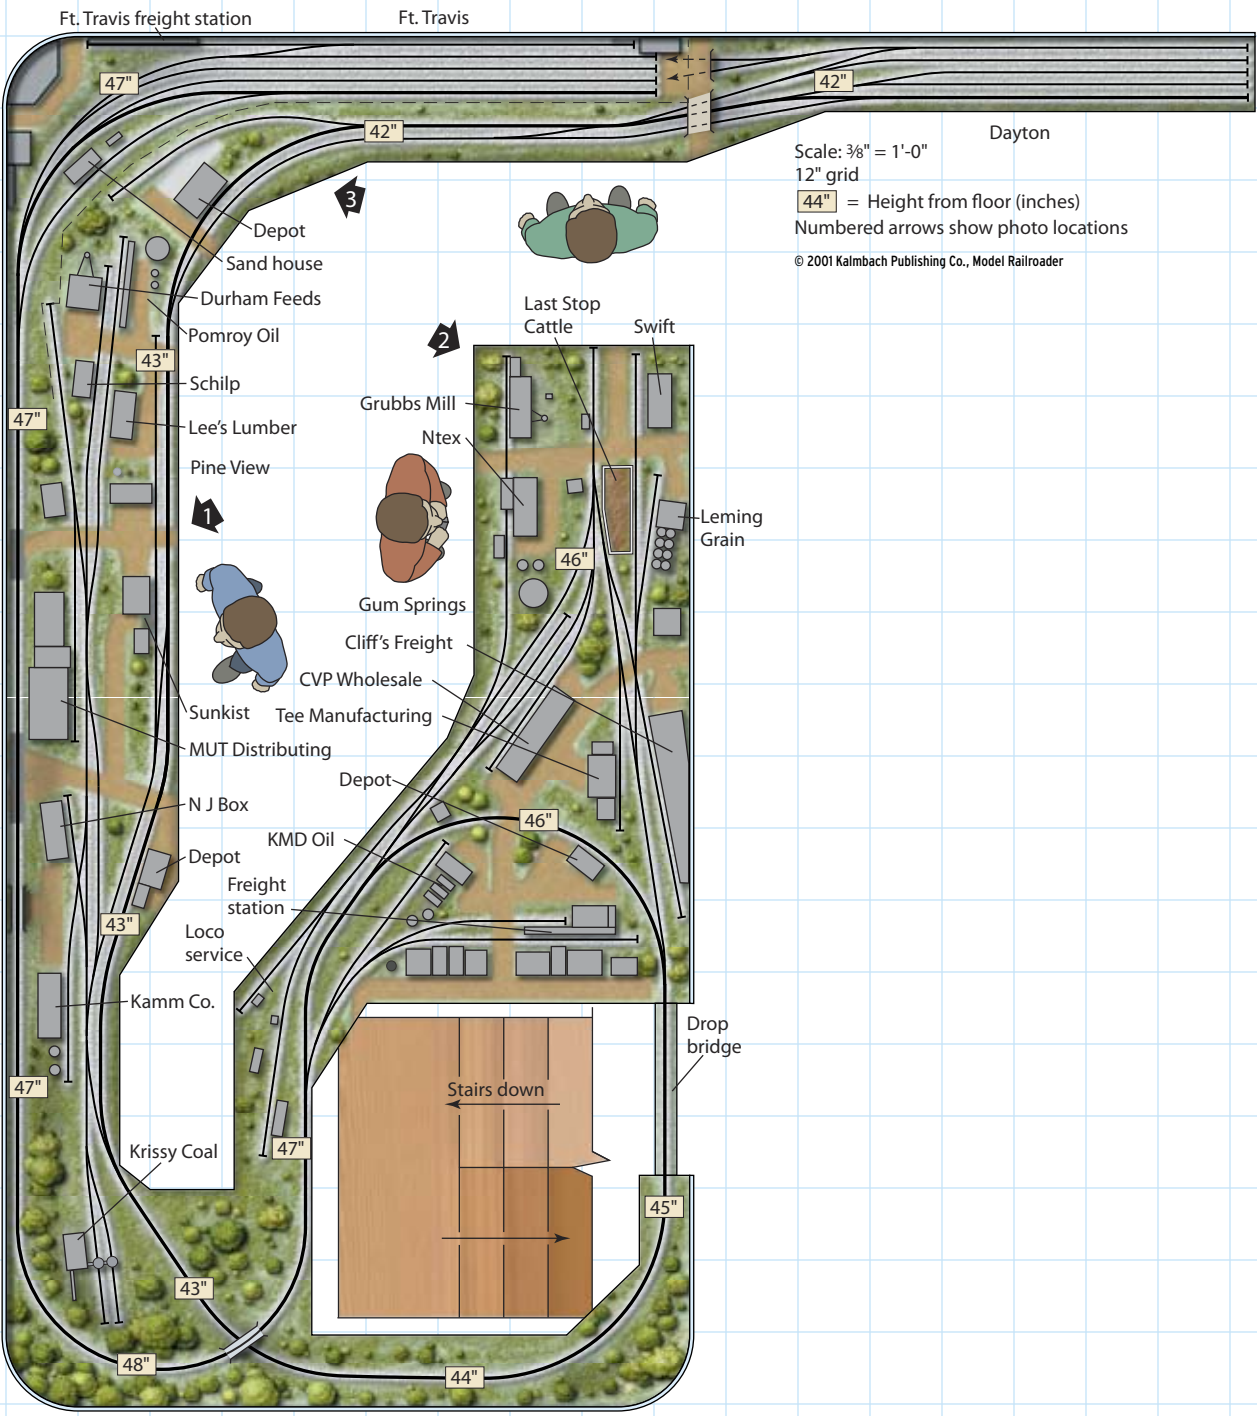 Ft. Travis freight station
Ft. Travis
47"
42"
42"
Dayton
Scale: ⅜" = 1'-0"
12" grid
44" = Height from floor (inches)
Numbered arrows show photo locations
© 2001 Kalmbach Publishing Co., Model Railroader
3
Depot
Sand house
Durham Feeds
Pomroy Oil
43"
Schilp
47"
Lee's Lumber
Pine View
1
2
Last Stop
Cattle
Swift
Grubbs Mill
Ntex
Leming
Grain
46"
Gum Springs
Cliff's Freight
CVP Wholesale
Tee Manufacturing
Sunkist
MUT Distributing
Depot
N J Box
46"
KMD Oil
Depot
Freight
station
43"
Loco
service
Kamm Co.
Drop
bridge
47"
Stairs down
Krissy Coal
47"
45"
43"
48"
44"